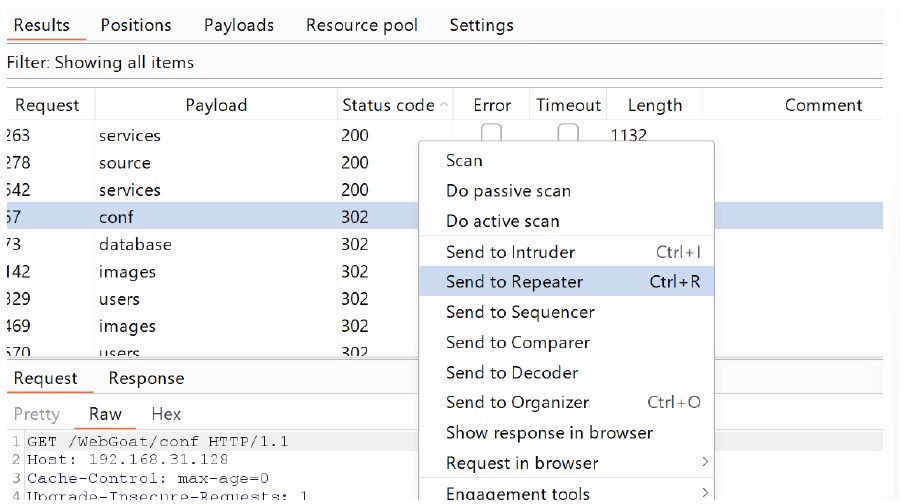 Results Positions Payloads Resource pool Settings
Filter: Showing all items
Request Payload Status code Error Timeout Length Comment
263 services 200 1132
278 source 200
642 services 200
57 conf 302
73 database 302
142 images 302
329 users 302
469 images 302
570 users 302
Scan
Do passive scan
Do active scan
Send to Intruder Ctrl+I
Send to Repeater Ctrl+R
Send to Sequencer
Send to Comparer
Send to Decoder
Send to Organizer Ctrl+O
Show response in browser
Request in browser
Engagement tools
Request Response
Pretty Raw Hex
1 GET /WebGoat/conf HTTP/1.1
2 Host: 192.168.31.128
3 Cache-Control: max-age=0
4 Upgrade-Insecure-Requests: 1